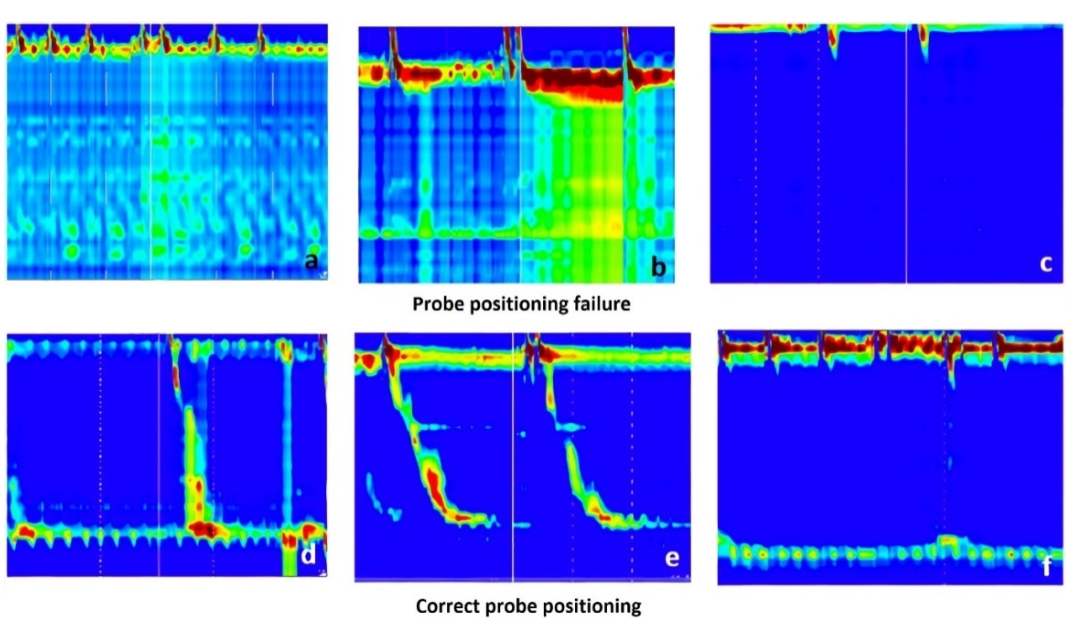 a
b
c
Probe positioning failure
d
e
f
Correct probe positioning